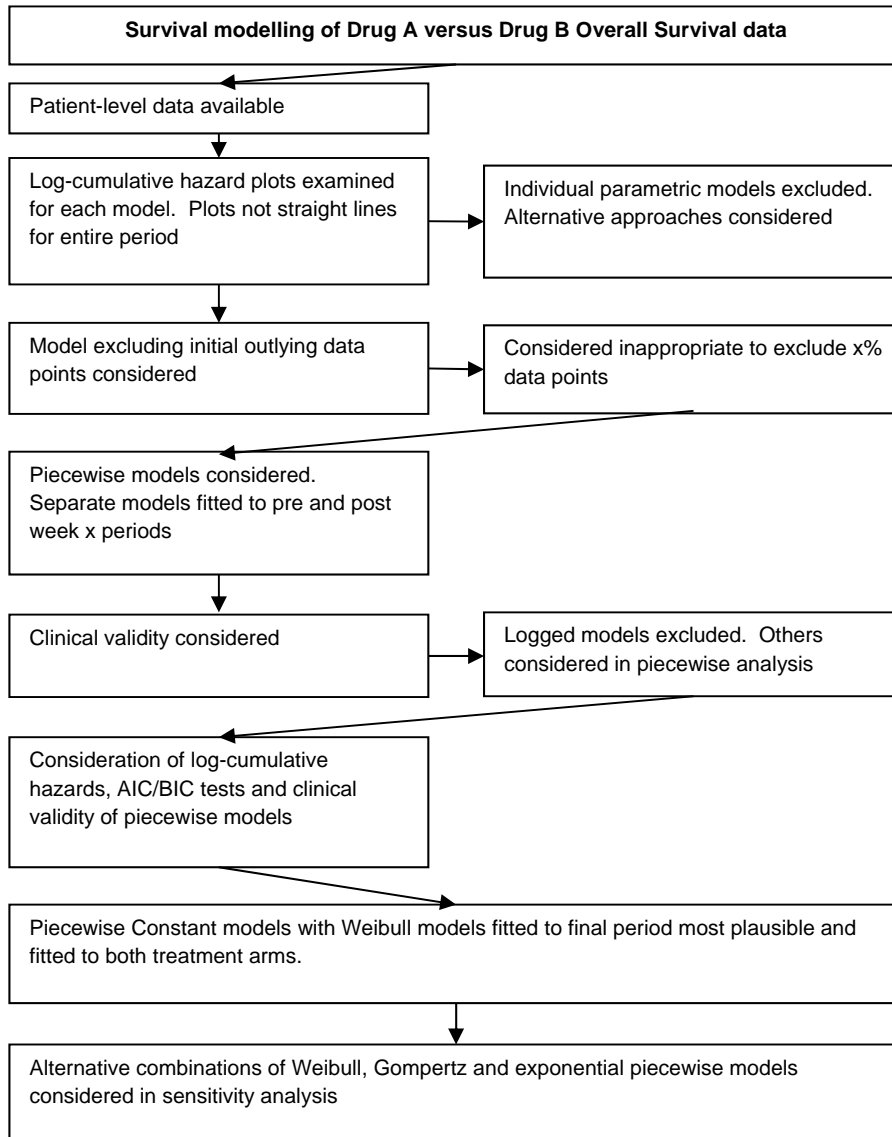 Survival modelling of Drug A versus Drug B Overall Survival data
Patient-level data available
Log-cumulative hazard plots examined
for each model.  Plots not straight lines
for entire period
Individual parametric models excluded.
Alternative approaches considered
Model excluding initial outlying data
points considered
Considered inappropriate to exclude x%
data points
Piecewise models considered.
Separate models fitted to pre and post
week x periods
Clinical validity considered
Logged models excluded.  Others
considered in piecewise analysis
Consideration of log-cumulative
hazards, AIC/BIC tests and clinical
validity of piecewise models
Piecewise Constant models with Weibull models fitted to final period most plausible and
fitted to both treatment arms.
Alternative combinations of Weibull, Gompertz and exponential piecewise models
considered in sensitivity analysis